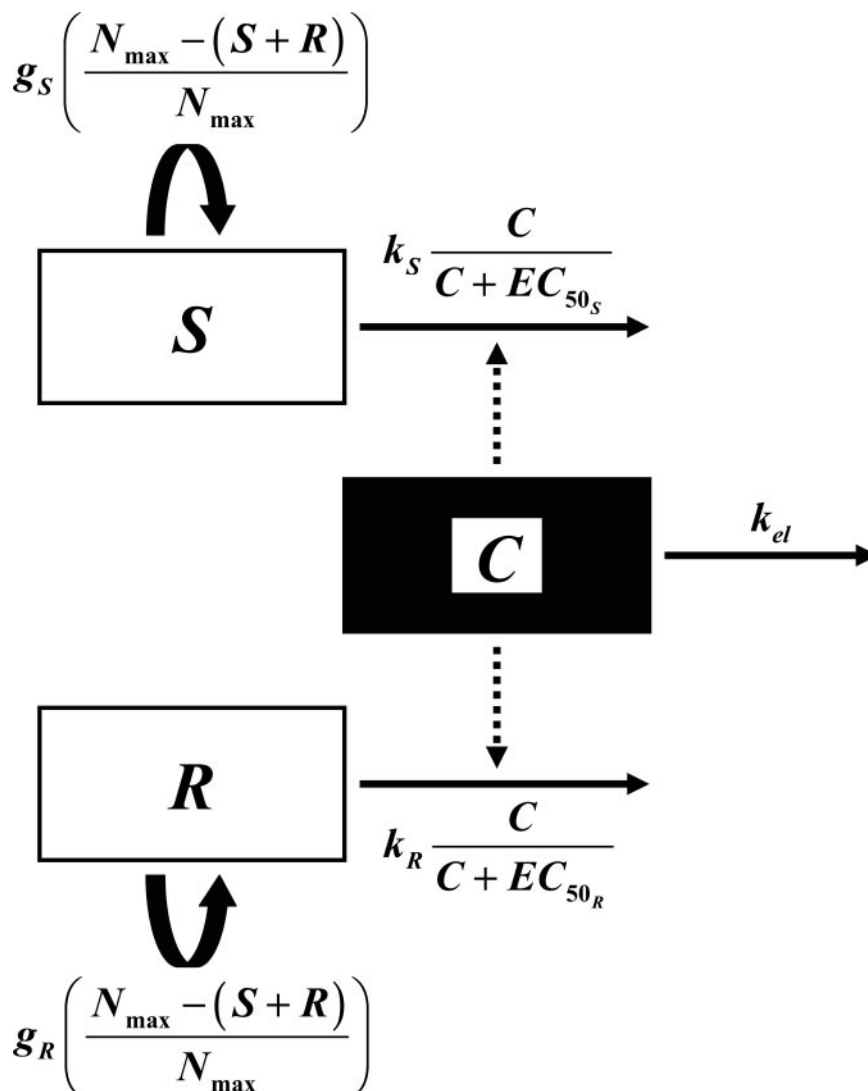 g_S ( (N_max − (S + R)) / N_max )
S
k_S C / (C + EC_50_S)
C
k_el
R
k_R C / (C + EC_50_R)
g_R ( (N_max − (S + R)) / N_max )